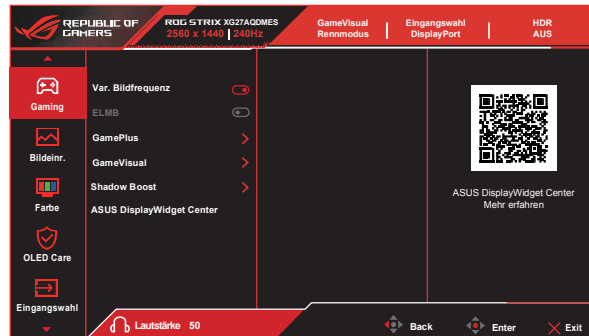 REPUBLIC OF
GAMERS
ROG STRIX XG27AQDMES
2560 x 1440 240Hz
GameVisual
Rennmodus
Eingangswahl
DisplayPort
HDR
AUS
Gaming
Bildeinr.
Farbe
OLED Care
Eingangswahl
Var. Bildfrequenz
ELMB
GamePlus
GameVisual
Shadow Boost
ASUS DisplayWidget Center
ASUS DisplayWidget Center
Mehr erfahren
Lautstärke 50
Back
Enter
Exit